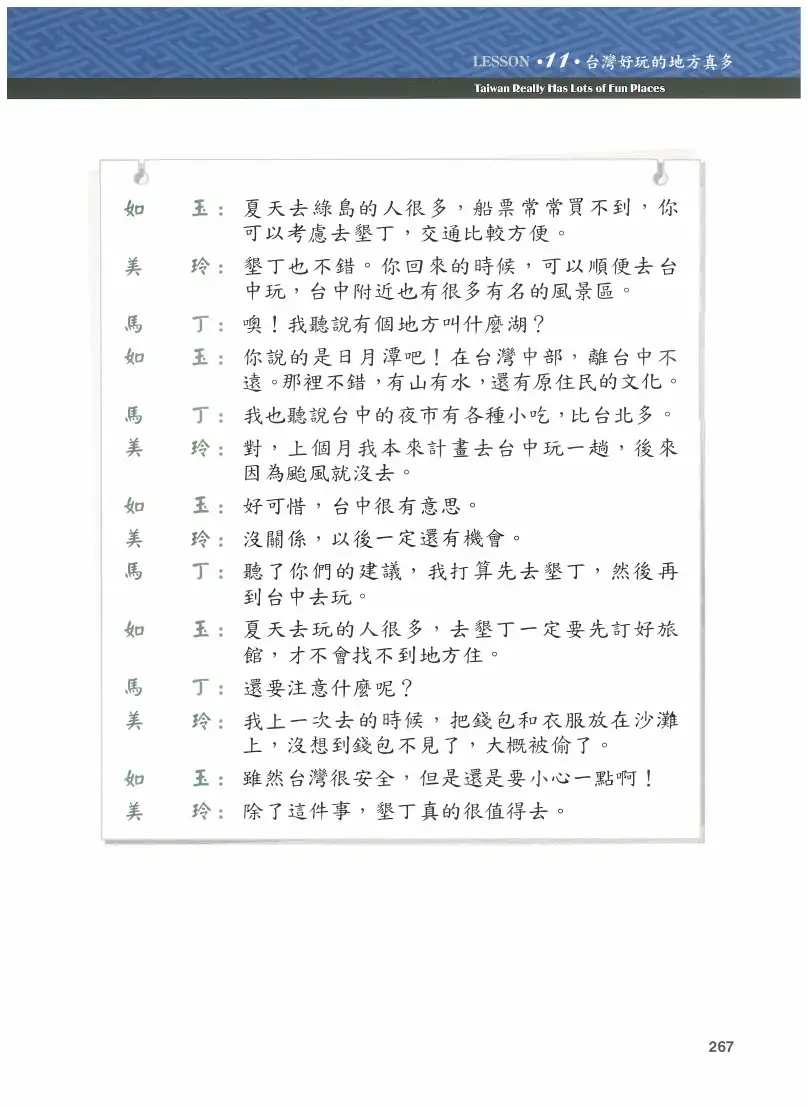 LESSON •11• 台灣好玩的地方真多
Taiwan Really Has Lots of Fun Places
如玉：夏天去綠島的人很多，船票常常買不到，你
可以考慮去墾丁，交通比較方便。
美玲：墾丁也不錯。你回來的時候，可以順便去台
中玩，台中附近也有很多有名的風景區。
馬丁：噢！我聽說有個地方叫什麼湖？
如玉：你說的是日月潭吧！在台灣中部，離台中不
遠。那裡不錯，有山有水，還有原住民的文化。
馬丁：我也聽說台中的夜市有各種小吃，比台北多。
美玲：對，上個月我本來計畫去台中玩一趟，後來
因為颱風就沒去。
如玉：好可惜，台中很有意思。
美玲：沒關係，以後一定還有機會。
馬丁：聽了你們的建議，我打算先去墾丁，然後再
到台中去玩。
如玉：夏天去玩的人很多，去墾丁一定要先訂好旅
館，才不會找不到地方住。
馬丁：還要注意什麼呢？
美玲：我上一次去的時候，把錢包和衣服放在沙灘
上，沒想到錢包不見了，大概被偷了。
如玉：雖然台灣很安全，但是還是要小心一點啊！
美玲：除了這件事，墾丁真的很值得去。
267